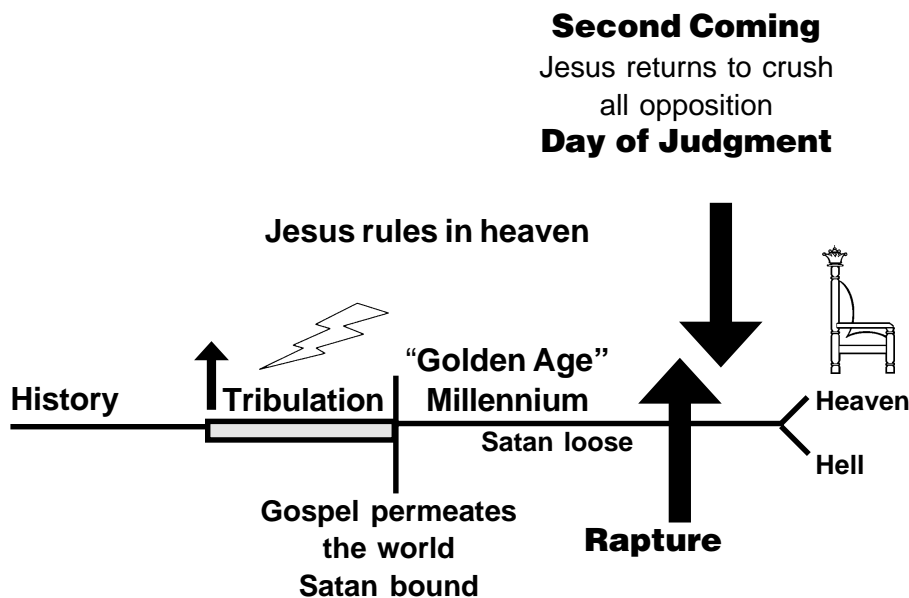 Second Coming
Jesus returns to crush
all opposition
Day of Judgment
Jesus rules in heaven
“Golden Age”
History
Tribulation
Millennium
Heaven
Satan loose
Hell
Gospel permeates
the world
Satan bound
Rapture